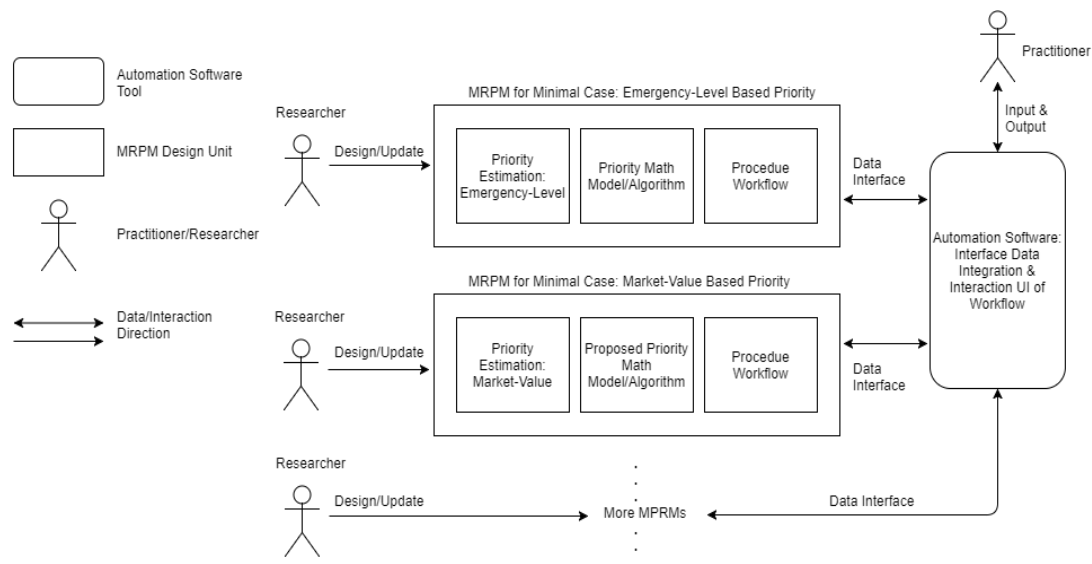 Automation Software
Tool
MRPM Design Unit
Practitioner/Researcher
Data/Interaction
Direction
Practitioner
Input &
Output
MRPM for Minimal Case: Emergency-Level Based Priority
Researcher
Design/Update
Priority
Estimation:
Emergency-Level
Priority Math
Model/Algorithm
Procedue
Workflow
Data
Interface
Automation Software:
Interface Data
Integration &
Interaction UI of
Workflow
MRPM for Minimal Case: Market-Value Based Priority
Researcher
Design/Update
Priority
Estimation:
Market-Value
Proposed Priority
Math
Model/Algorithm
Procedue
Workflow
Data
Interface
Researcher
Design/Update
More MPRMs
Data Interface